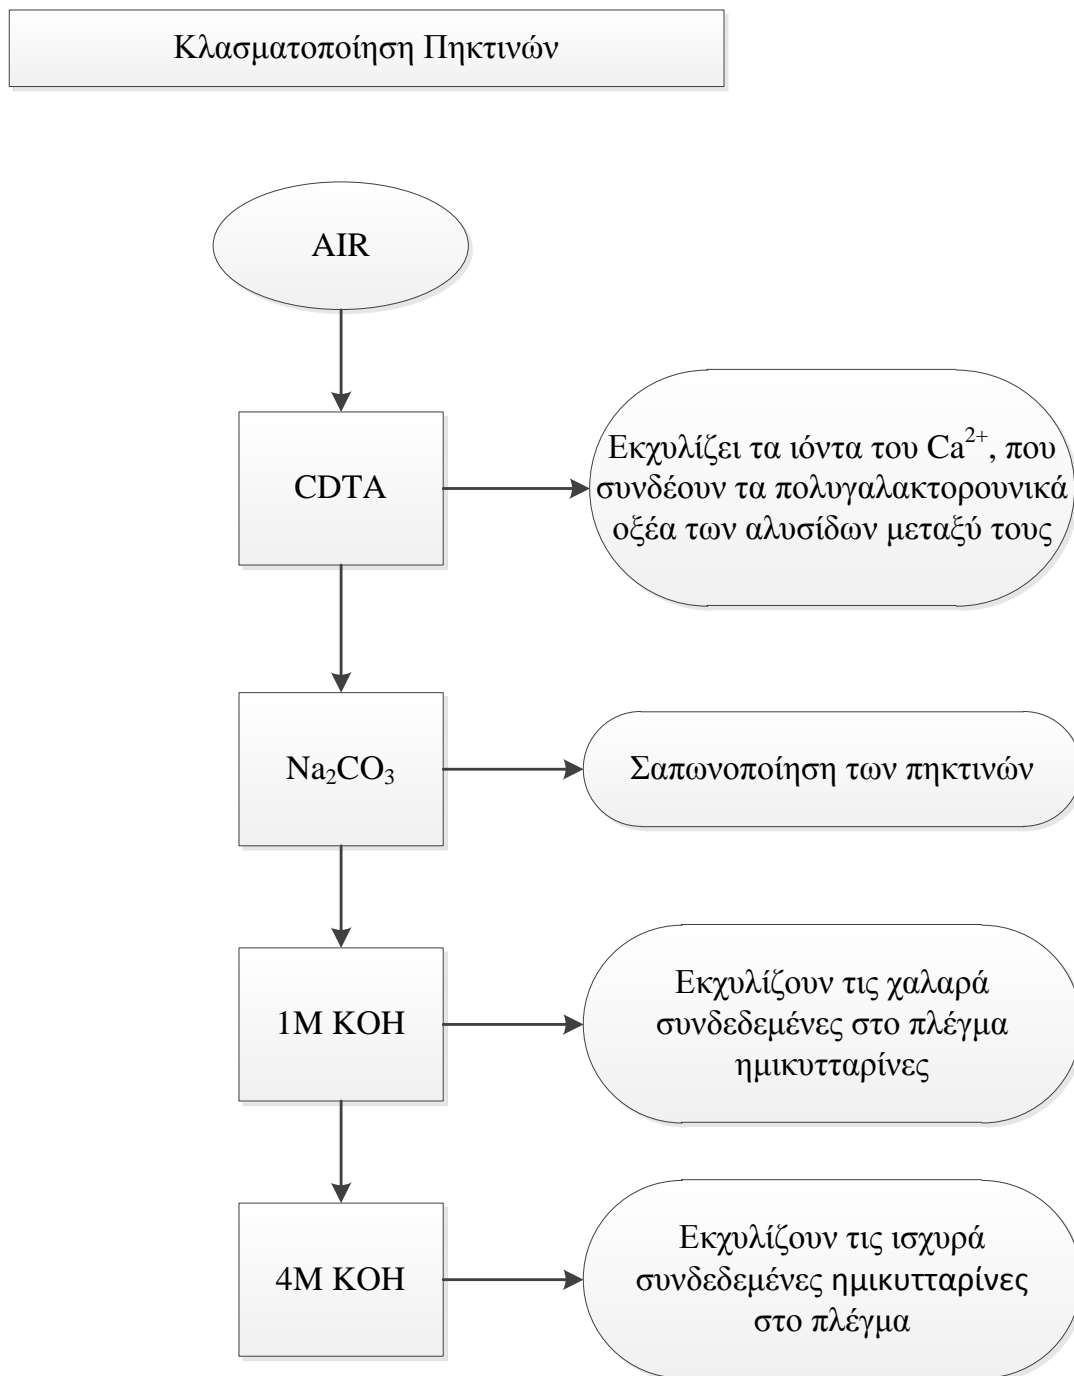 Κλασματοποίηση Πηκτινών
AIR
CDTA
Εκχυλίζει τα ιόντα του Ca²⁺, που
συνδέουν τα πολυγαλακτορουνικά
οξέα των αλυσίδων μεταξύ τους
Na₂CO₃
Σαπωνοποίηση των πηκτινών
1M KOH
Εκχυλίζουν τις χαλαρά
συνδεδεμένες στο πλέγμα
ημικυτταρίνες
4M KOH
Εκχυλίζουν τις ισχυρά
συνδεδεμένες ημικυτταρίνες
στο πλέγμα